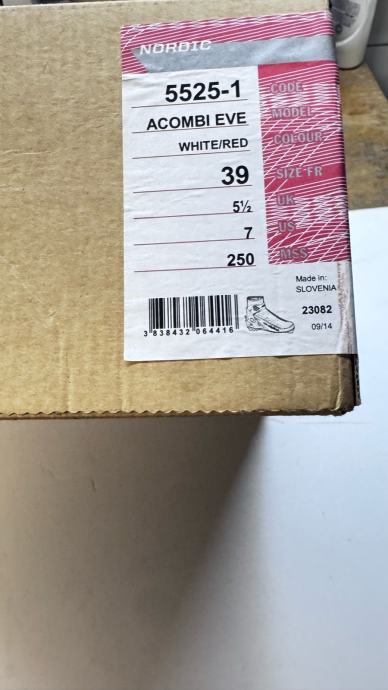 NORDIC
5525-1 CODE
ACOMBI EVE MODEL
WHITE/RED COLOUR
39 SIZE FR
5½ UK
7 US
250 MSS
Made in:
SLOVENIA
23082
09/14
3 838432 064416